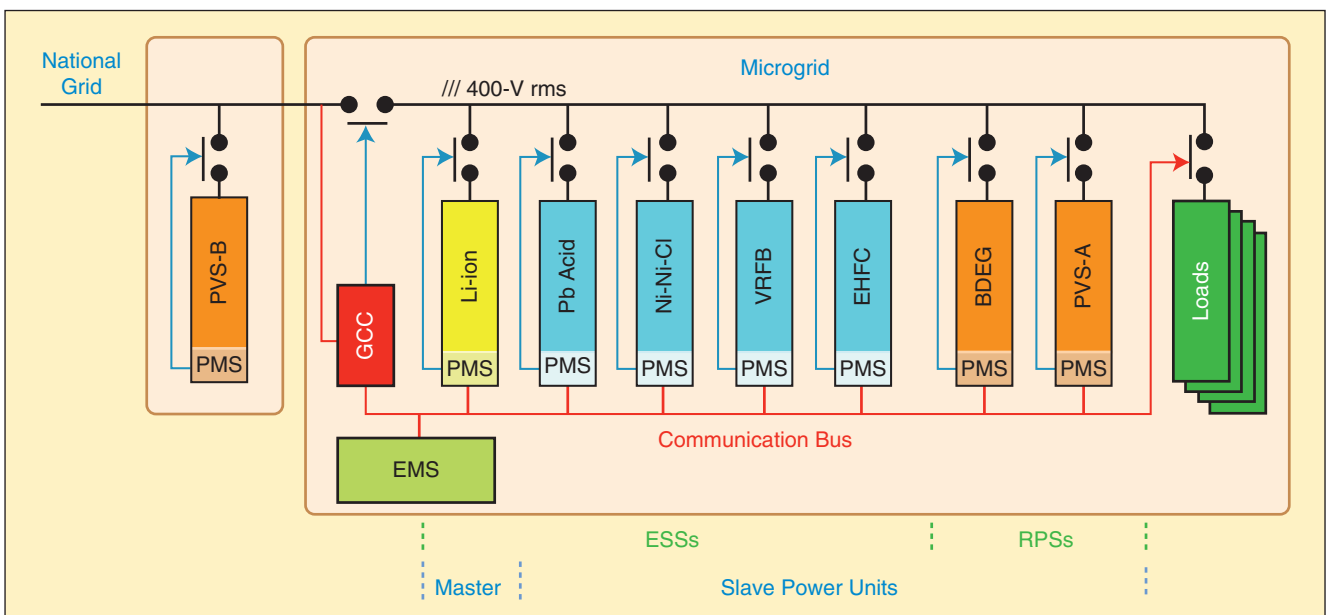 National
Grid
Microgrid
/// 400-V rms
PVS-B
PMS
GCC
Li-ion
PMS
Pb Acid
PMS
Ni-Ni-Cl
PMS
VRFB
PMS
EHFC
PMS
BDEG
PMS
PVS-A
PMS
Loads
Communication Bus
EMS
ESSs
RPSs
Master
Slave Power Units